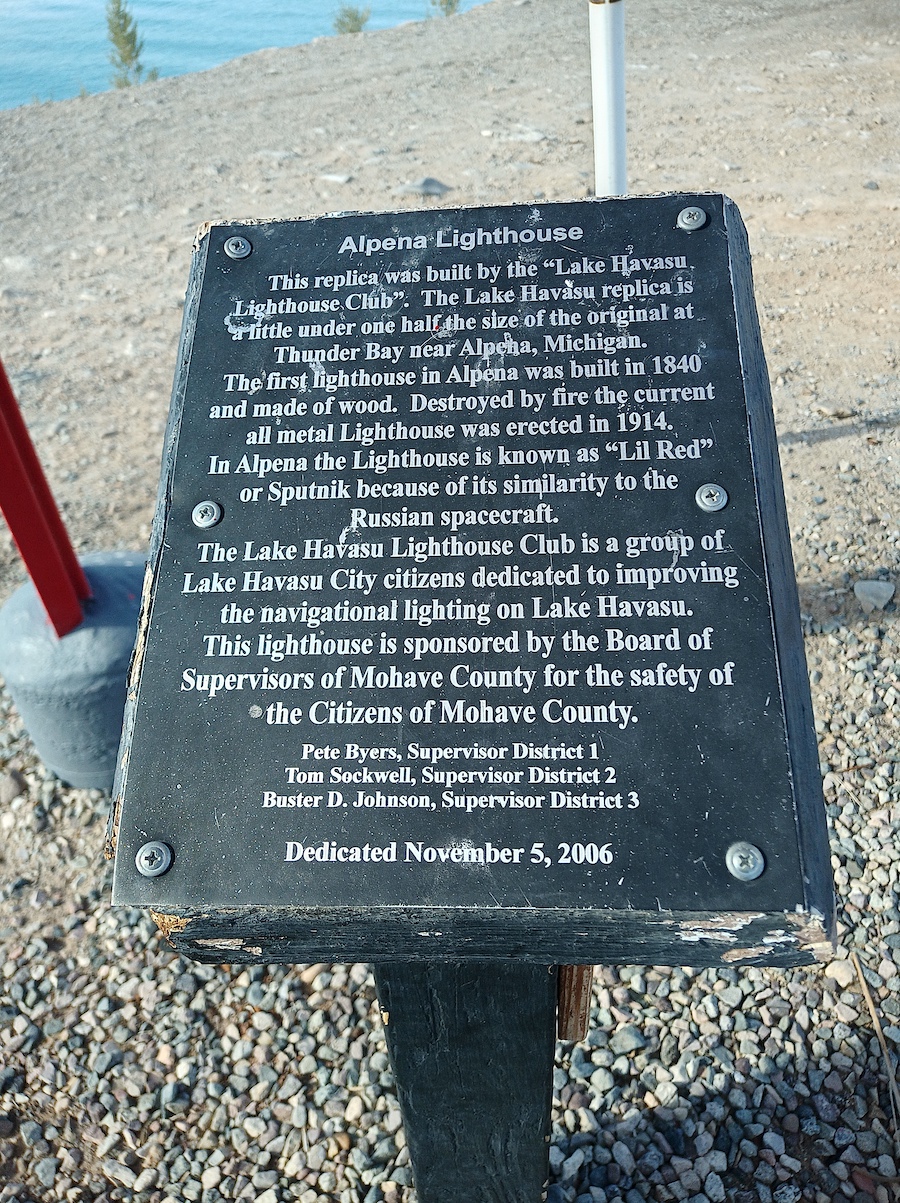 Alpena Lighthouse
This replica was built by the “Lake Havasu
Lighthouse Club”. The Lake Havasu replica is
a little under one half the size of the original at
Thunder Bay near Alpena, Michigan.
The first lighthouse in Alpena was built in 1840
and made of wood. Destroyed by fire the current
all metal Lighthouse was erected in 1914.
In Alpena the Lighthouse is known as “Lil Red”
or Sputnik because of its similarity to the
Russian spacecraft.
The Lake Havasu Lighthouse Club is a group of
Lake Havasu City citizens dedicated to improving
the navigational lighting on Lake Havasu.
This lighthouse is sponsored by the Board of
Supervisors of Mohave County for the safety of
the Citizens of Mohave County.
Pete Byers, Supervisor District 1
Tom Sockwell, Supervisor District 2
Buster D. Johnson, Supervisor District 3
Dedicated November 5, 2006